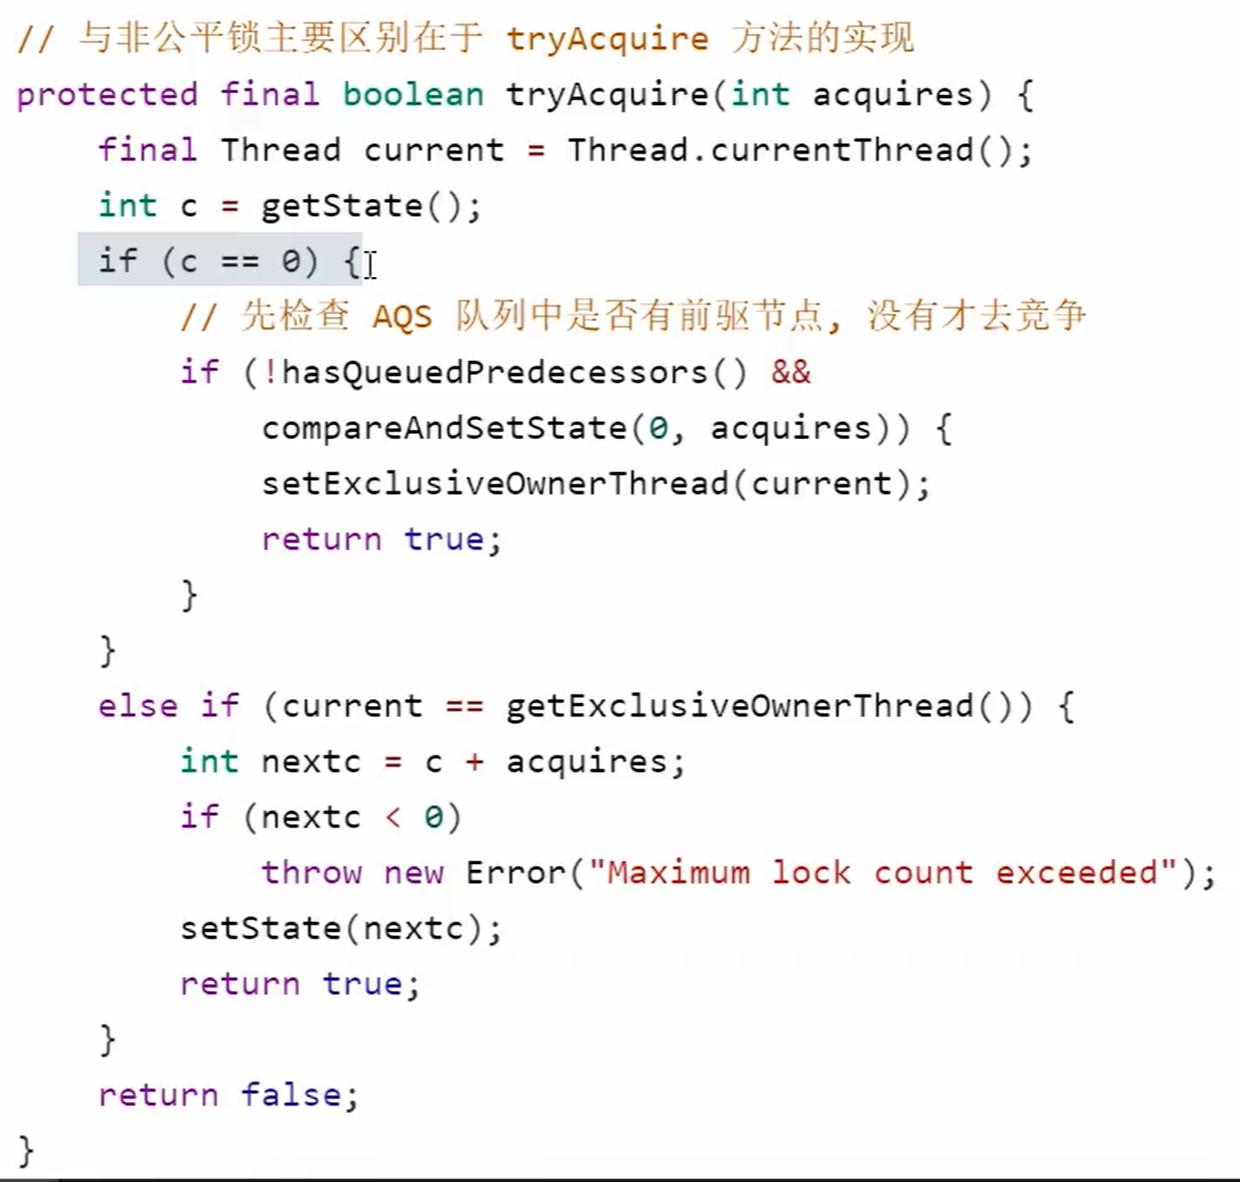 // 与非公平锁主要区别在于 tryAcquire 方法的实现
protected final boolean tryAcquire(int acquires) {
    final Thread current = Thread.currentThread();
    int c = getState();
    if (c == 0) {
        // 先检查 AQS 队列中是否有前驱节点, 没有才去竞争
        if (!hasQueuedPredecessors() &&
            compareAndSetState(0, acquires)) {
            setExclusiveOwnerThread(current);
            return true;
        }
    }
    else if (current == getExclusiveOwnerThread()) {
        int nextc = c + acquires;
        if (nextc < 0)
            throw new Error("Maximum lock count exceeded");
        setState(nextc);
        return true;
    }
    return false;
}